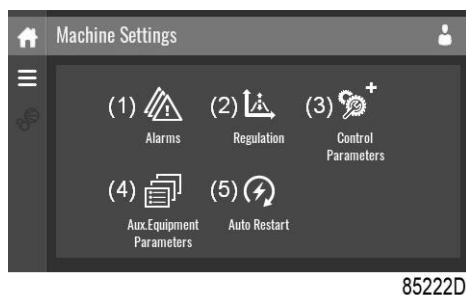 Machine Settings
(1)
(2)
(3)
Alarms
Regulation
Control
Parameters
(4)
(5)
Aux.Equipment
Parameters
Auto Restart
85222D